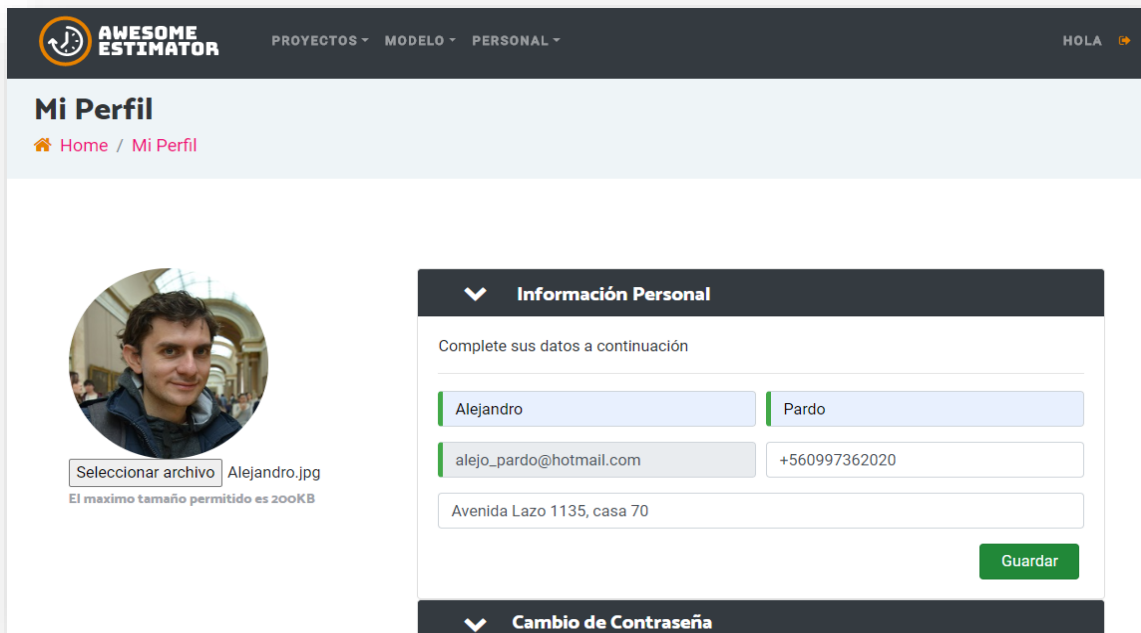 AWESOME
ESTIMATOR
PROYECTOS MODELO PERSONAL
HOLA
Mi Perfil
Home / Mi Perfil
Información Personal
Complete sus datos a continuación
Alejandro
Pardo
alejo_pardo@hotmail.com
+560997362020
Avenida Lazo 1135, casa 70
Guardar
Seleccionar archivo Alejandro.jpg
El maximo tamaño permitido es 200KB
Cambio de Contraseña